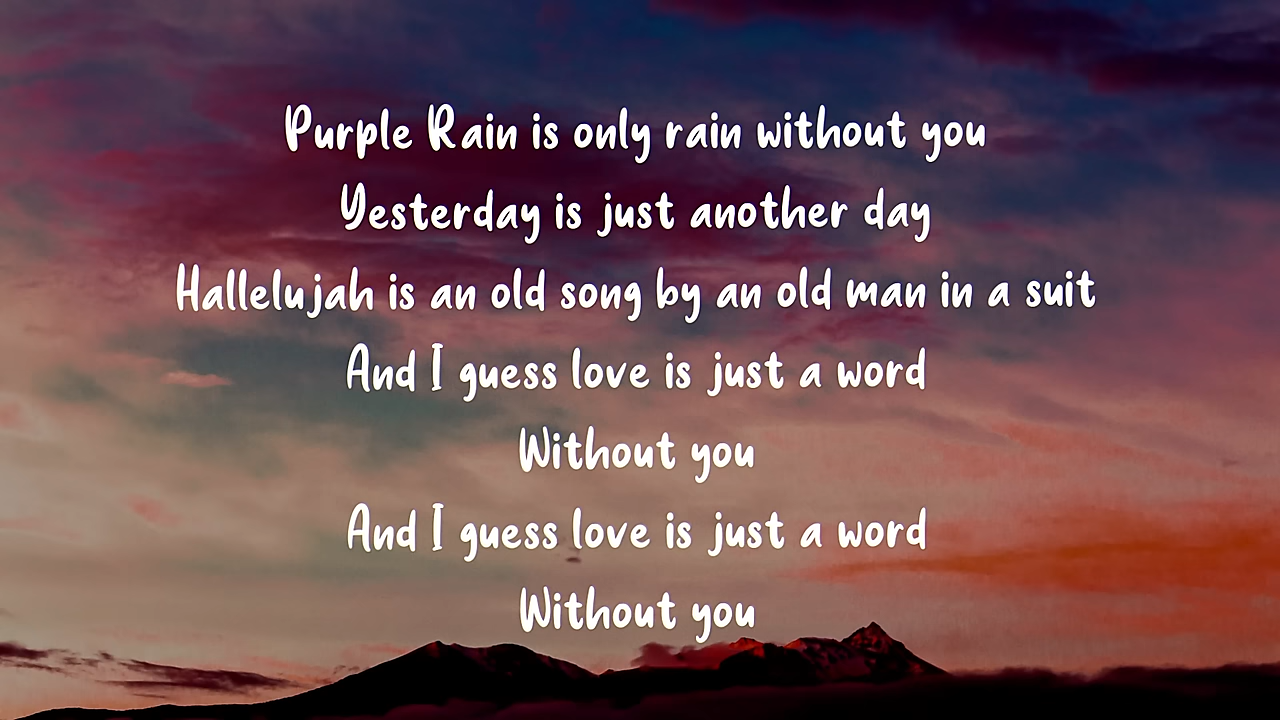 Purple Rain is only rain without you
Yesterday is just another day
Hallelujah is an old song by an old man in a suit
And I guess love is just a word
Without you
And I guess love is just a word
Without you